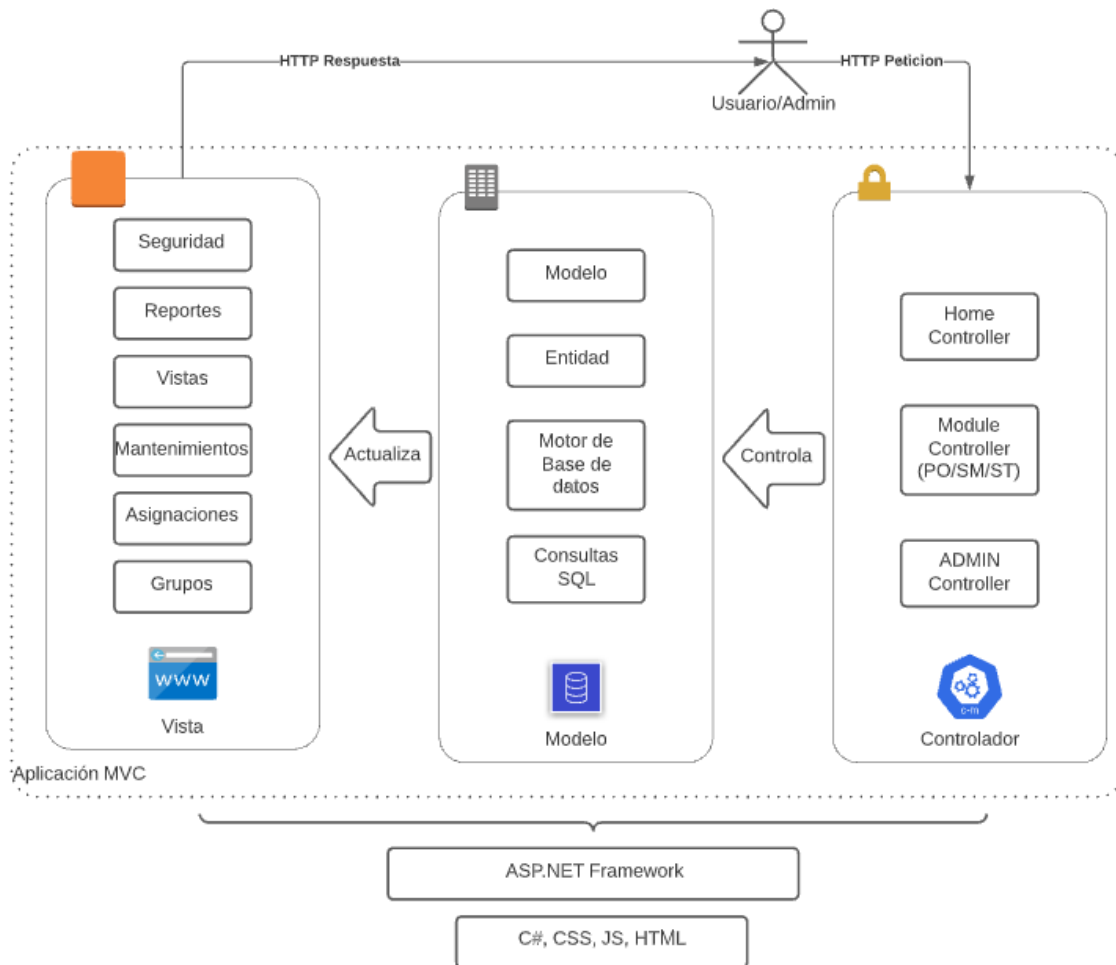 HTTP Respuesta
HTTP Peticion
Usuario/Admin
Seguridad
Reportes
Vistas
Mantenimientos
Asignaciones
Grupos
www
Vista
Actualiza
Modelo
Entidad
Motor de
Base de
datos
Consultas
SQL
Modelo
Controla
Home
Controller
Module
Controller
(PO/SM/ST)
ADMIN
Controller
c-m
Controlador
Aplicación MVC
ASP.NET Framework
C#, CSS, JS, HTML